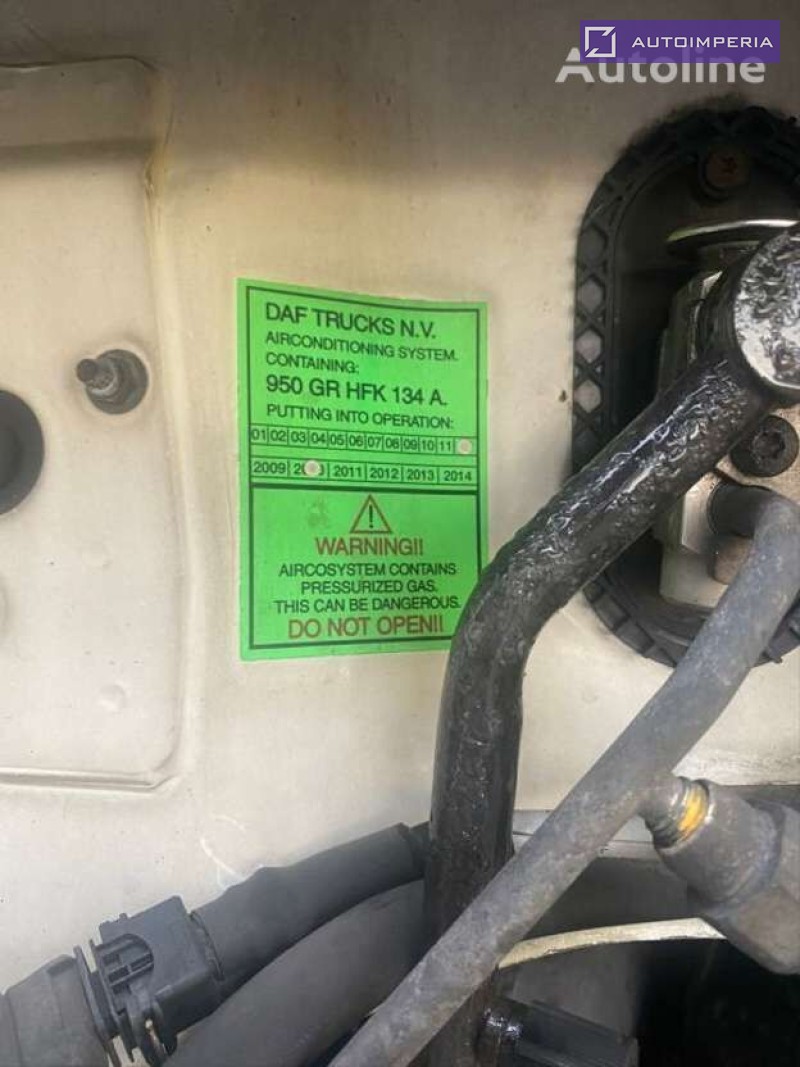 AUTOIMPERIA
Autoline
DAF TRUCKS N.V.
AIRCONDITIONING SYSTEM.
CONTAINING:
950 GR HFK 134 A.
PUTTING INTO OPERATION:
01|02|03|04|05|06|07|08|09|10|11|
2009| |2011|2012|2013|2014
WARNING!!
AIRCOSYSTEM CONTAINS
PRESSURIZED GAS.
THIS CAN BE DANGEROUS.
DO NOT OPEN!!